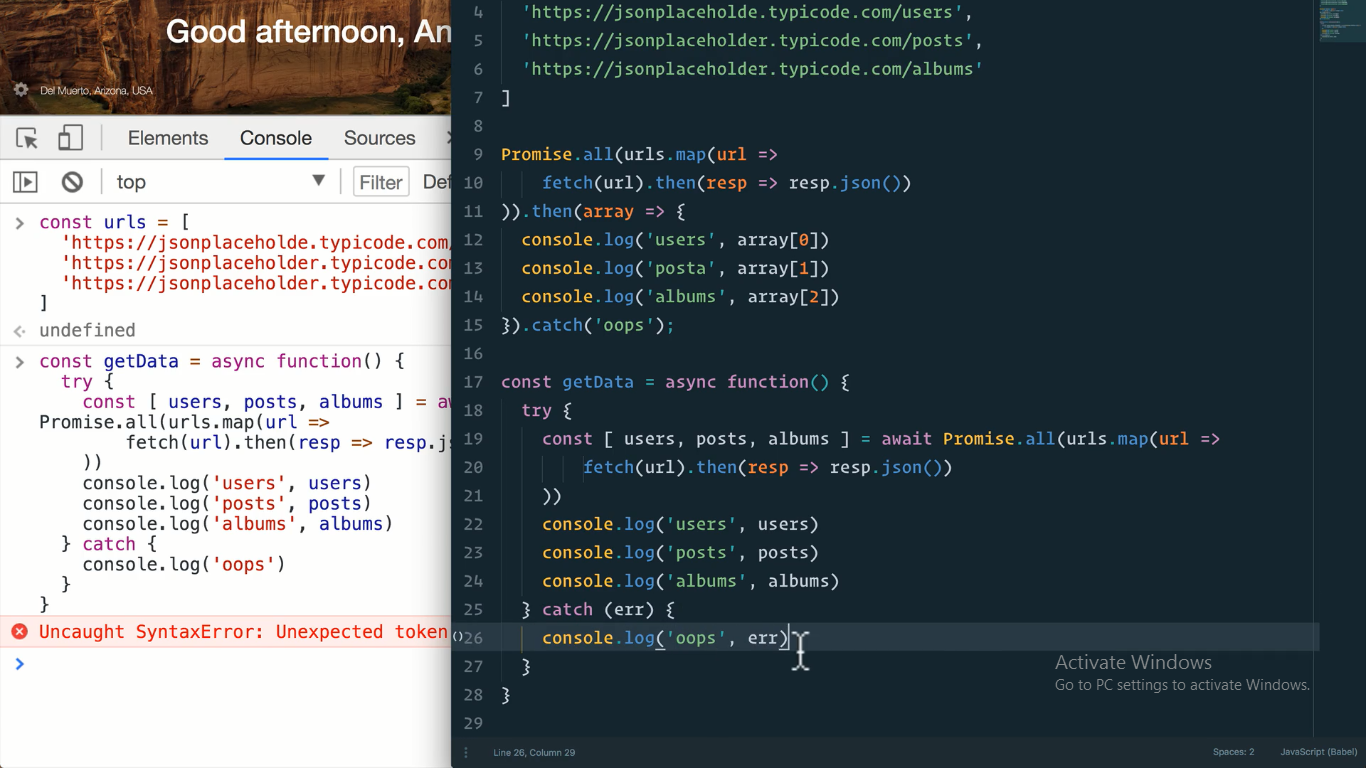 Good afternoon, An
Del Muerto, Arizona, USA
Elements Console Sources
top Filter Def
const urls = [
'https://jsonplaceholde.typicode.com/
'https://jsonplaceholder.typicode.com
'https://jsonplaceholder.typicode.com
]
undefined
const getData = async function() {
try {
const [ users, posts, albums ] = aw
Promise.all(urls.map(url =>
fetch(url).then(resp => resp.js
))
console.log('users', users)
console.log('posts', posts)
console.log('albums', albums)
} catch {
console.log('oops')
}
}
Uncaught SyntaxError: Unexpected token
4 'https://jsonplaceholde.typicode.com/users',
5 'https://jsonplaceholder.typicode.com/posts',
6 'https://jsonplaceholder.typicode.com/albums'
7 ]
8
9 Promise.all(urls.map(url =>
10 fetch(url).then(resp => resp.json())
11 )).then(array => {
12 console.log('users', array[0])
13 console.log('posta', array[1])
14 console.log('albums', array[2])
15 }).catch('oops');
16
17 const getData = async function() {
18 try {
19 const [ users, posts, albums ] = await Promise.all(urls.map(url =>
20 fetch(url).then(resp => resp.json())
21 ))
22 console.log('users', users)
23 console.log('posts', posts)
24 console.log('albums', albums)
25 } catch (err) {
()26 console.log('oops', err)
27 }
28 }
29
Activate Windows
Go to PC settings to activate Windows.
Line 26, Column 29
Spaces: 2 JavaScript (Babel)